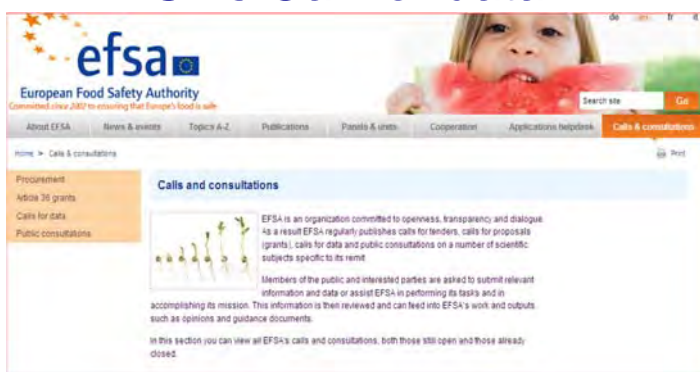 de en fr it
efsa
European Food Safety Authority
Committed since 2002 to ensuring that Europe's food is safe
Search site Go!
About EFSA News & events Topics A-Z Publications Panels & units Cooperation Applications helpdesk Calls & consultations
Home > Calls & consultations Print
Procurement
Article 36 grants
Calls for data
Public consultations
Calls and consultations
EFSA is an organization committed to openness, transparency and dialogue.
As a result EFSA regularly publishes calls for tenders, calls for proposals
(grants), calls for data and public consultations on a number of scientific
subjects specific to its remit.
Members of the public and interested parties are asked to submit relevant
information and data or assist EFSA in performing its tasks and in
accomplishing its mission. This information is then reviewed and can feed into EFSA's work and outputs
such as opinions and guidance documents.
In this section you can view all EFSA's calls and consultations, both those still open and those already
closed.